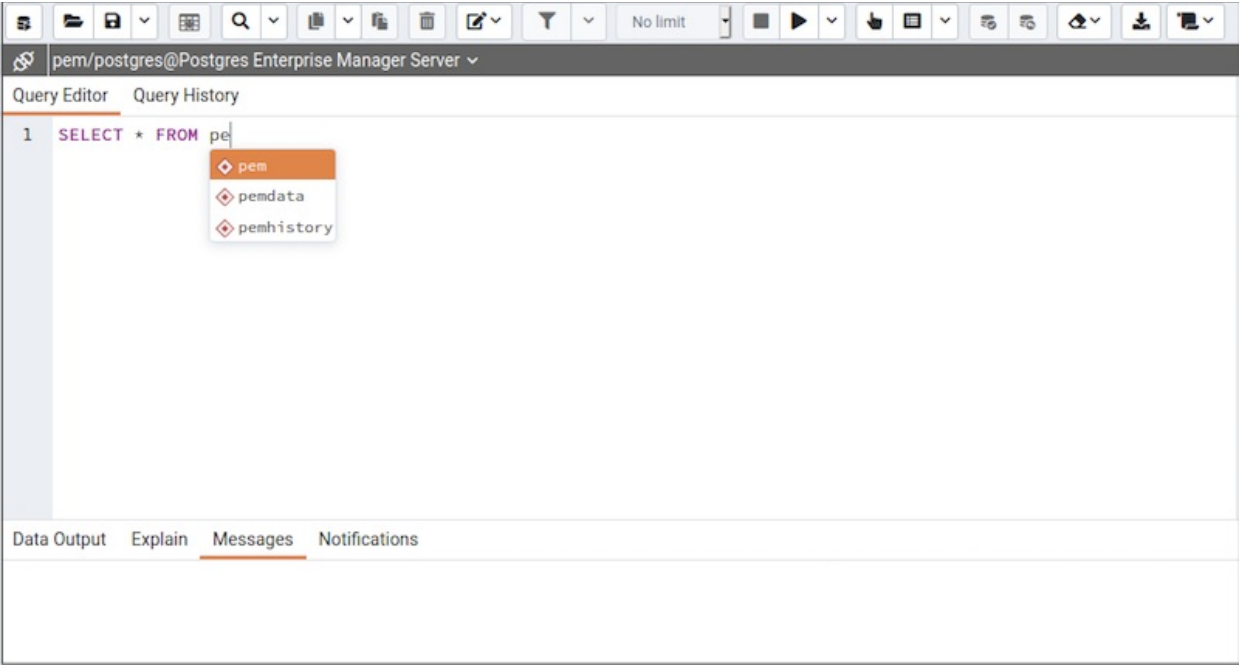 No limit
pem/postgres@Postgres Enterprise Manager Server
Query Editor Query History
1 SELECT * FROM pe
pem
pemdata
pemhistory
Data Output Explain Messages Notifications